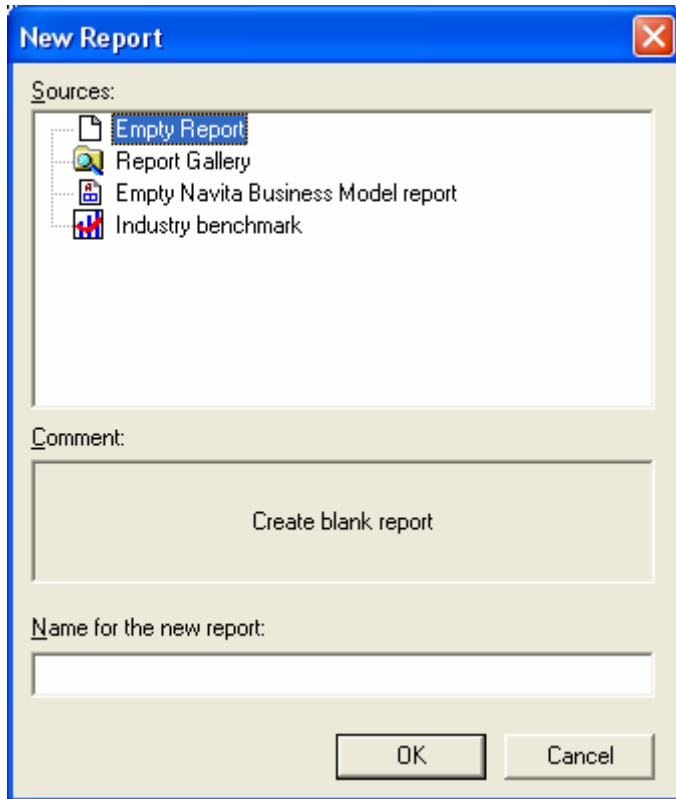 New Report
Sources:
Empty Report
Report Gallery
Empty Navita Business Model report
Industry benchmark
Comment:
Create blank report
Name for the new report:
OK Cancel